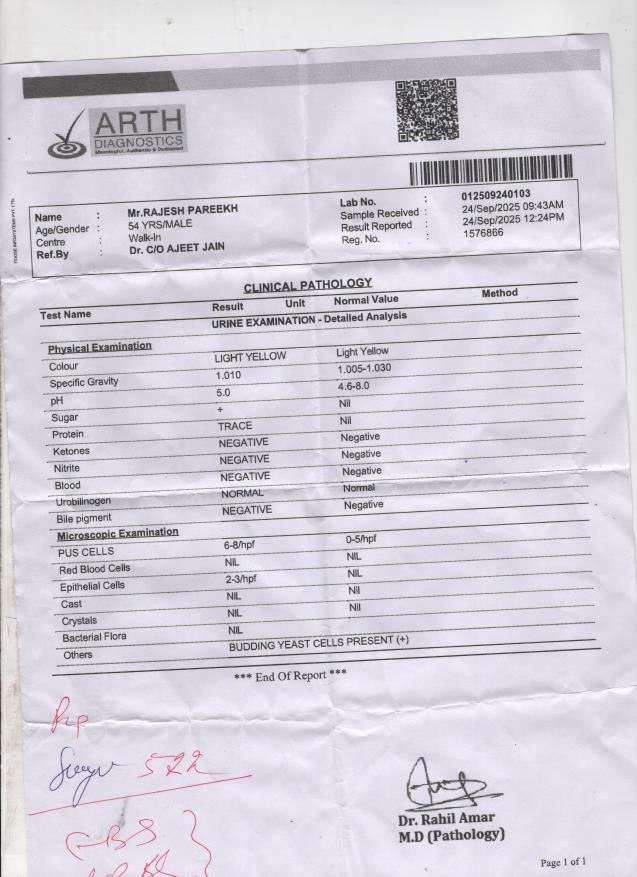 ARTH
DIAGNOSTICS
Meaningful, Authentic & Dedicated
Name : Mr.RAJESH PAREEKH
Age/Gender : 54 YRS/MALE
Centre : Walk-In
Ref.By : Dr. C/O AJEET JAIN
Lab No. : 012509240103
Sample Received : 24/Sep/2025 09:43AM
Result Reported : 24/Sep/2025 12:24PM
Reg. No. : 1576866
CLINICAL PATHOLOGY
Test Name Result Unit Normal Value Method
URINE EXAMINATION - Detailed Analysis
Physical Examination
Colour LIGHT YELLOW Light Yellow
Specific Gravity 1.010 1.005-1.030
pH 5.0 4.6-8.0
Sugar + Nil
Protein TRACE Nil
Ketones NEGATIVE Negative
Nitrite NEGATIVE Negative
Blood NEGATIVE Negative
Urobilinogen NORMAL Normal
Bile pigment NEGATIVE Negative
Microscopic Examination
PUS CELLS 6-8/hpf 0-5/hpf
Red Blood Cells NIL NIL
Epithelial Cells 2-3/hpf NIL
Cast NIL Nil
Crystals NIL Nil
Bacterial Flora NIL
Others BUDDING YEAST CELLS PRESENT (+)
*** End Of Report ***
522
Dr. Rahil Amar
M.D (Pathology)
Page 1 of 1